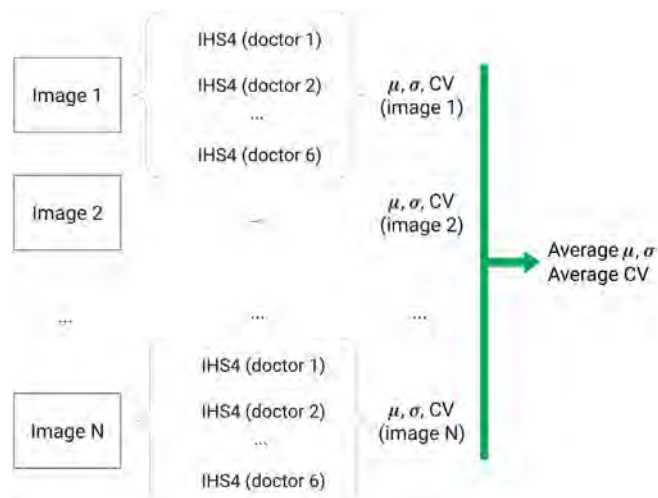 Image 1
IHS4 (doctor 1)
IHS4 (doctor 2)
...
IHS4 (doctor 6)
μ, σ, CV
(image 1)
Image 2
...
μ, σ, CV
(image 2)
Average μ, σ
Average CV
...
...
...
Image N
IHS4 (doctor 1)
IHS4 (doctor 2)
...
IHS4 (doctor 6)
μ, σ, CV
(image N)